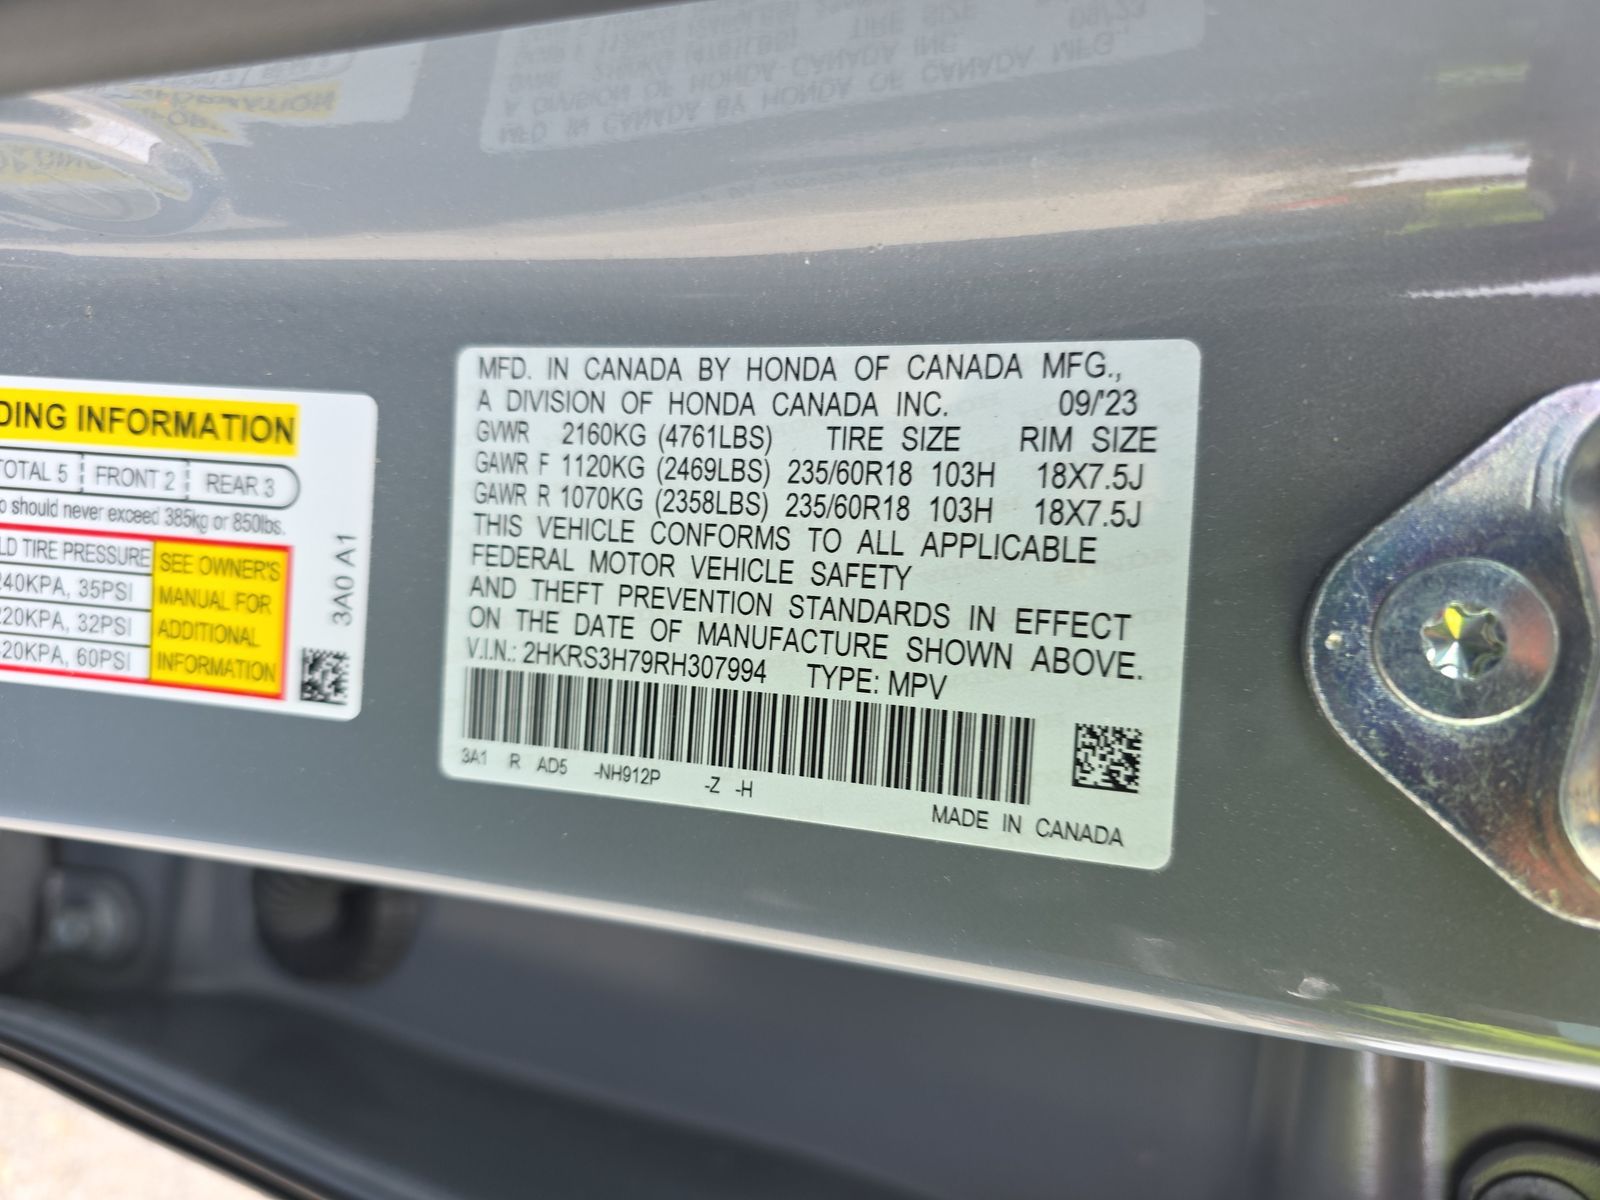 DING INFORMATION
TOTAL 5 FRONT 2 REAR 3
should never exceed 385kg or 850lbs.
TIRE PRESSURE
240KPA, 35PSI
220KPA, 32PSI
420KPA, 60PSI
SEE OWNER'S
MANUAL FOR
ADDITIONAL
INFORMATION
3A0 A1
MFD. IN CANADA BY HONDA OF CANADA MFG.,
A DIVISION OF HONDA CANADA INC. 09/'23
GVWR 2160KG (4761LBS) TIRE SIZE RIM SIZE
GAWR F 1120KG (2469LBS) 235/60R18 103H 18X7.5J
GAWR R 1070KG (2358LBS) 235/60R18 103H 18X7.5J
THIS VEHICLE CONFORMS TO ALL APPLICABLE
FEDERAL MOTOR VEHICLE SAFETY
AND THEFT PREVENTION STANDARDS IN EFFECT
ON THE DATE OF MANUFACTURE SHOWN ABOVE.
V.I.N.: 2HKRS3H79RH307994 TYPE: MPV
3A1 R AD5 -NH912P -Z -H
MADE IN CANADA